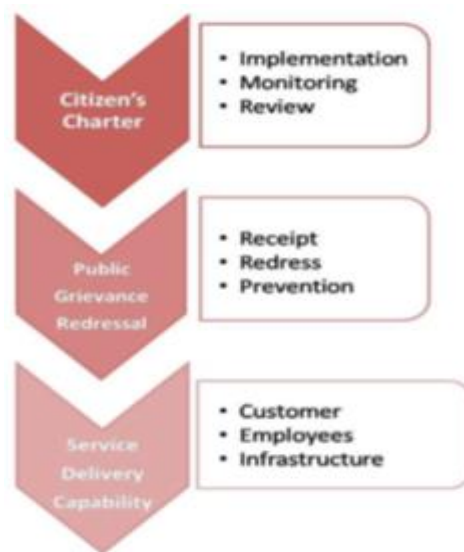 Citizen's
Charter
• Implementation
• Monitoring
• Review
Public
Grievance
Redressal
• Receipt
• Redress
• Prevention
Service
Delivery
Capability
• Customer
• Employees
• Infrastructure